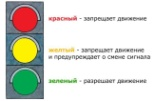 красный - запрещает движение
желтый - запрещает движение
и предупреждает о смене сигнала
зеленый - разрешает движение